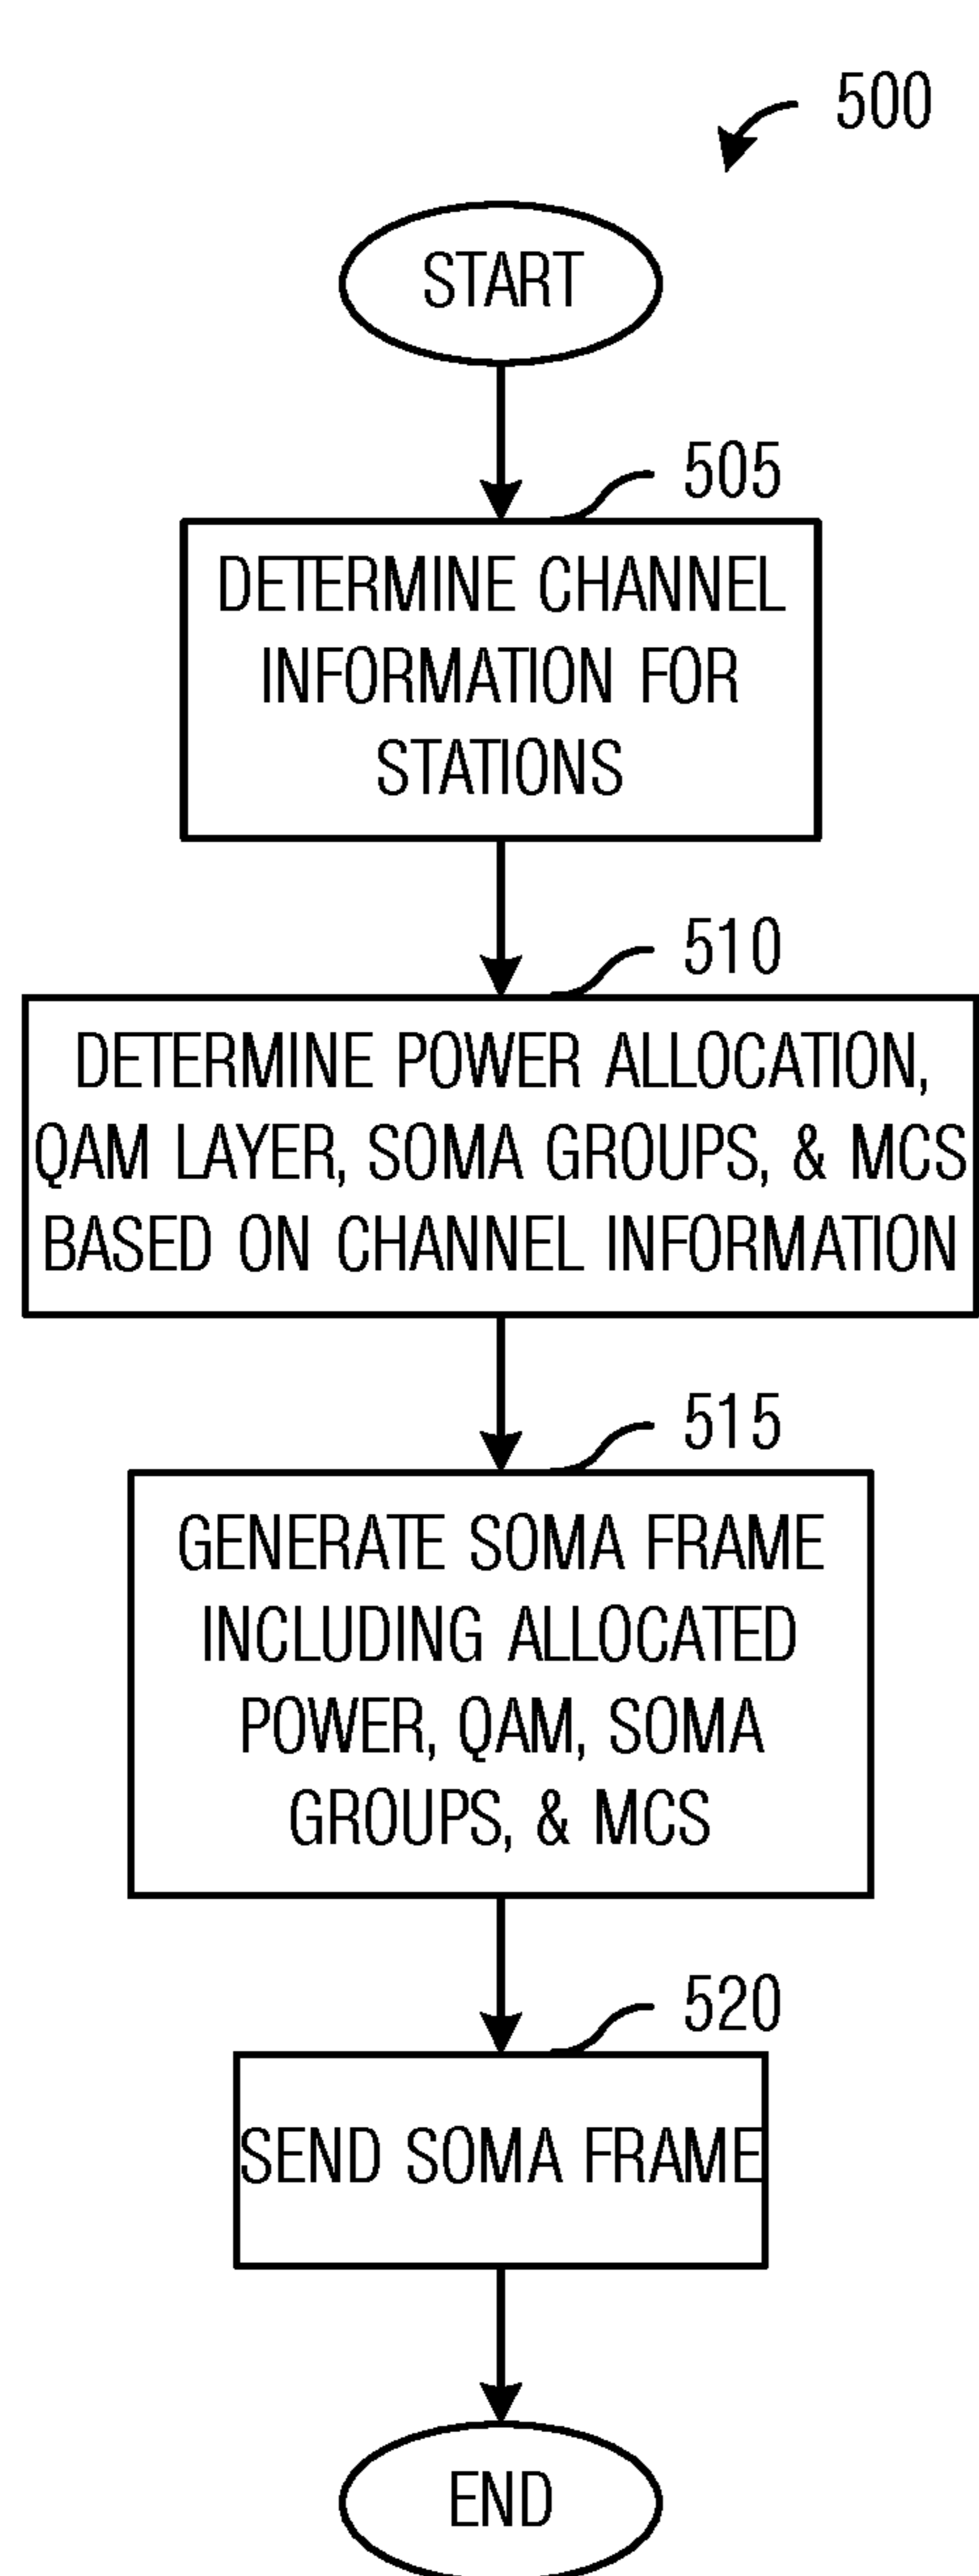 500
START
505
DETERMINE CHANNEL
INFORMATION FOR
STATIONS
510
DETERMINE POWER ALLOCATION,
QAM LAYER, SOMA GROUPS, & MCS
BASED ON CHANNEL INFORMATION
515
GENERATE SOMA FRAME
INCLUDING ALLOCATED
POWER, QAM, SOMA
GROUPS, & MCS
520
SEND SOMA FRAME
END